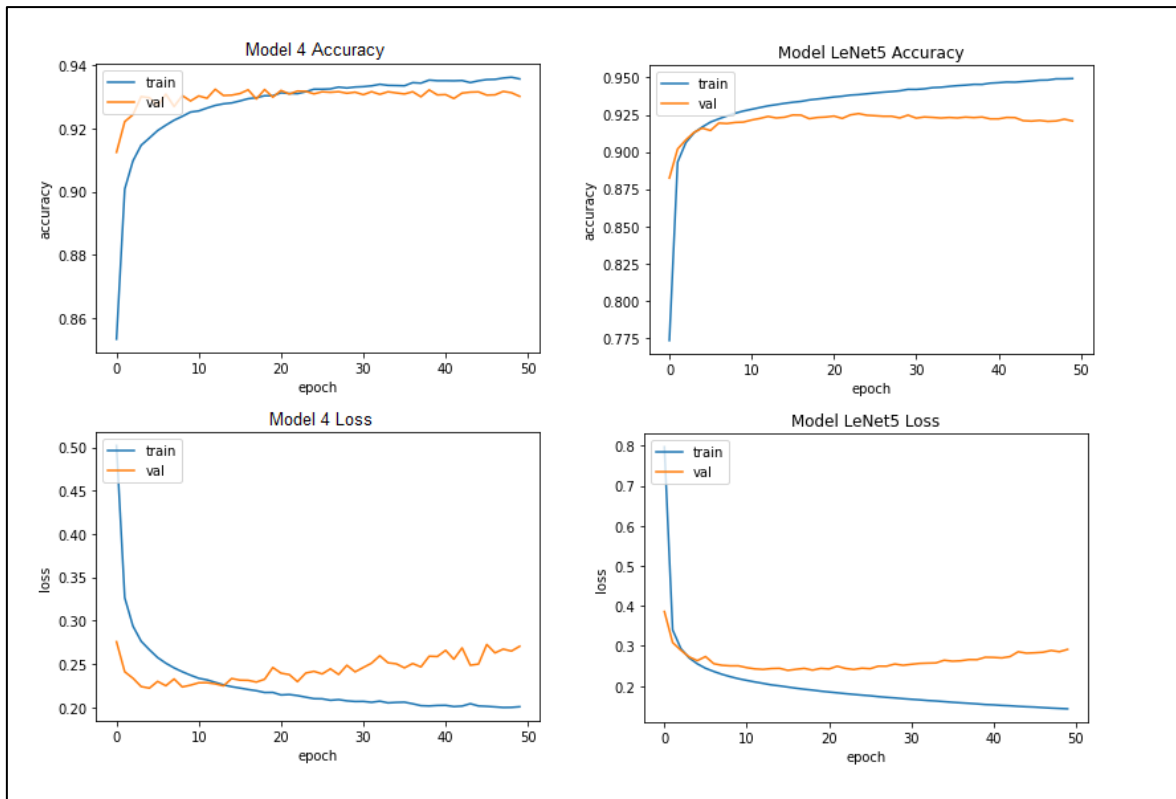 Model 4 Accuracy
train
val
0.94
0.92
0.90
0.88
0.86
accuracy
0 10 20 30 40 50
epoch
Model LeNet5 Accuracy
train
val
0.950
0.925
0.900
0.875
0.850
0.825
0.800
0.775
accuracy
0 10 20 30 40 50
epoch
Model 4 Loss
train
val
0.50
0.45
0.40
0.35
0.30
0.25
0.20
loss
0 10 20 30 40 50
epoch
Model LeNet5 Loss
train
val
0.8
0.7
0.6
0.5
0.4
0.3
0.2
loss
0 10 20 30 40 50
epoch